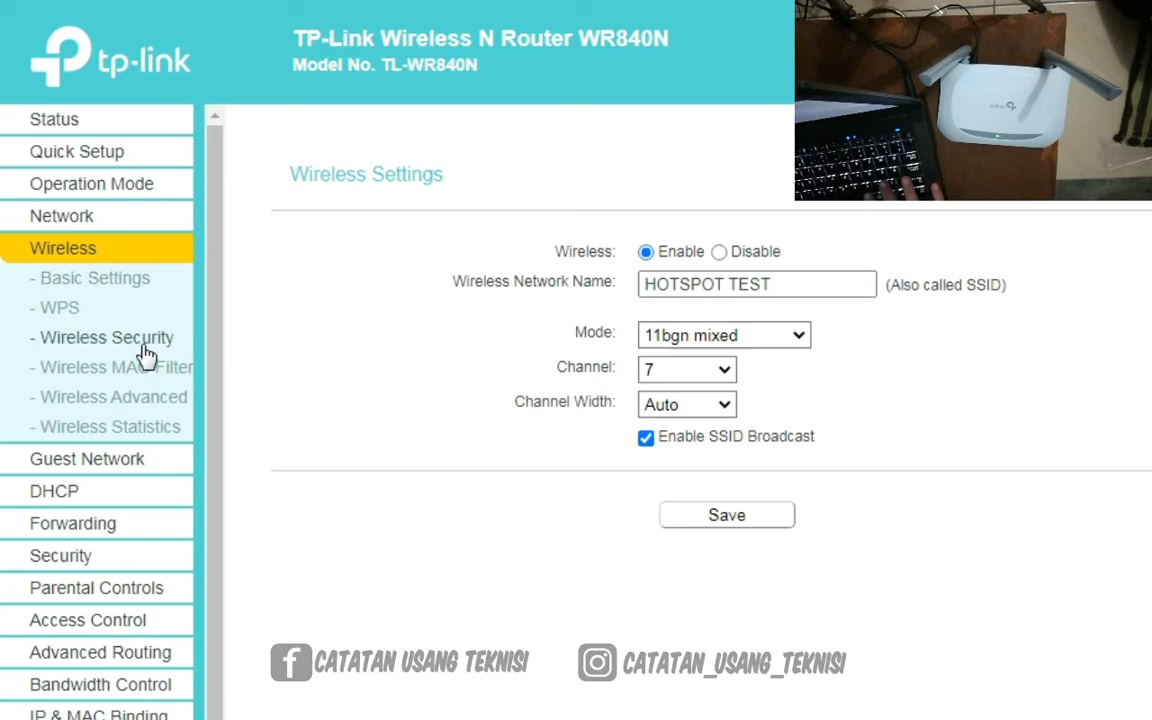 tp-link
TP-Link Wireless N Router WR840N
Model No. TL-WR840N
Status
Quick Setup
Operation Mode
Network
Wireless
- Basic Settings
- WPS
- Wireless Security
- Wireless MAC Filter
- Wireless Advanced
- Wireless Statistics
Guest Network
DHCP
Forwarding
Security
Parental Controls
Access Control
Advanced Routing
Bandwidth Control
IP & MAC Binding
Wireless Settings
Wireless: Enable Disable
Wireless Network Name: HOTSPOT TEST (Also called SSID)
Mode: 11bgn mixed
Channel: 7
Channel Width: Auto
Enable SSID Broadcast
Save
CATATAN USANG TEKNISI
CATATAN_USANG_TEKNISI